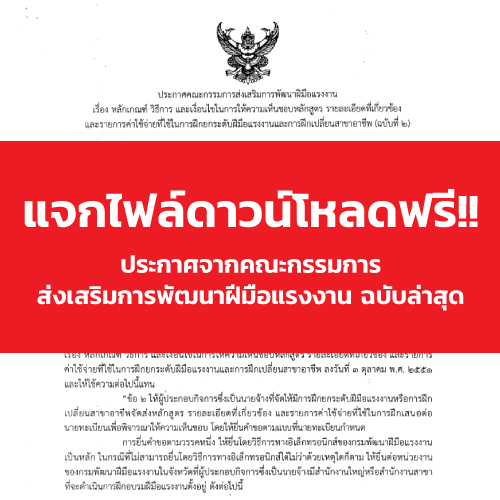 ประกาศคณะกรรมการส่งเสริมการพัฒนาฝีมือแรงงาน
เรื่อง หลักเกณฑ์ วิธีการ และเงื่อนไขในการให้ความเห็นชอบหลักสูตร รายละเอียดที่เกี่ยวข้อง
และรายการค่าใช้จ่ายที่ใช้ในการฝึกยกระดับฝีมือแรงงานและการฝึกเปลี่ยนสาขาอาชีพ (ฉบับที่ ๒)
แจกไฟล์ดาวน์โหลดฟรี!!
ประกาศจากคณะกรรมการ
ส่งเสริมการพัฒนาฝีมือแรงงาน ฉบับล่าสุด
เรื่อง หลักเกณฑ์ วิธีการ และเงื่อนไขในการให้ความเห็นชอบหลักสูตร รายละเอียดที่เกี่ยวข้อง และรายการ
ค่าใช้จ่ายที่ใช้ในการฝึกยกระดับฝีมือแรงงานและการฝึกเปลี่ยนสาขาอาชีพ ลงวันที่ ๓ ตุลาคม พ.ศ. ๒๕๕๑
และให้ใช้ความต่อไปนี้แทน
“ข้อ ๒ ให้ผู้ประกอบกิจการซึ่งเป็นนายจ้างที่จัดให้มีการฝึกยกระดับฝีมือแรงงานหรือการฝึก
เปลี่ยนสาขาอาชีพจัดส่งหลักสูตร รายละเอียดที่เกี่ยวข้อง และรายการค่าใช้จ่ายที่ใช้ในการฝึกเสนอต่อ
นายทะเบียนเพื่อพิจารณาให้ความเห็นชอบ โดยให้ยื่นคำขอตามแบบที่นายทะเบียนกำหนด
การยื่นคำขอตามวรรคหนึ่ง ให้ยื่นโดยวิธีการทางอิเล็กทรอนิกส์ของกรมพัฒนาฝีมือแรงงาน
เป็นหลัก ในกรณีที่ไม่สามารถยื่นโดยวิธีการทางอิเล็กทรอนิกส์ได้ไม่ว่าด้วยเหตุใดก็ตาม ให้ยื่นต่อหน่วยงาน
ของกรมพัฒนาฝีมือแรงงานในจังหวัดที่ผู้ประกอบกิจการซึ่งเป็นนายจ้างมีสำนักงานใหญ่หรือสำนักงานสาขา
ที่จะดำเนินการฝึกอบรมฝีมือแรงงานตั้งอยู่ ดังต่อไปนี้